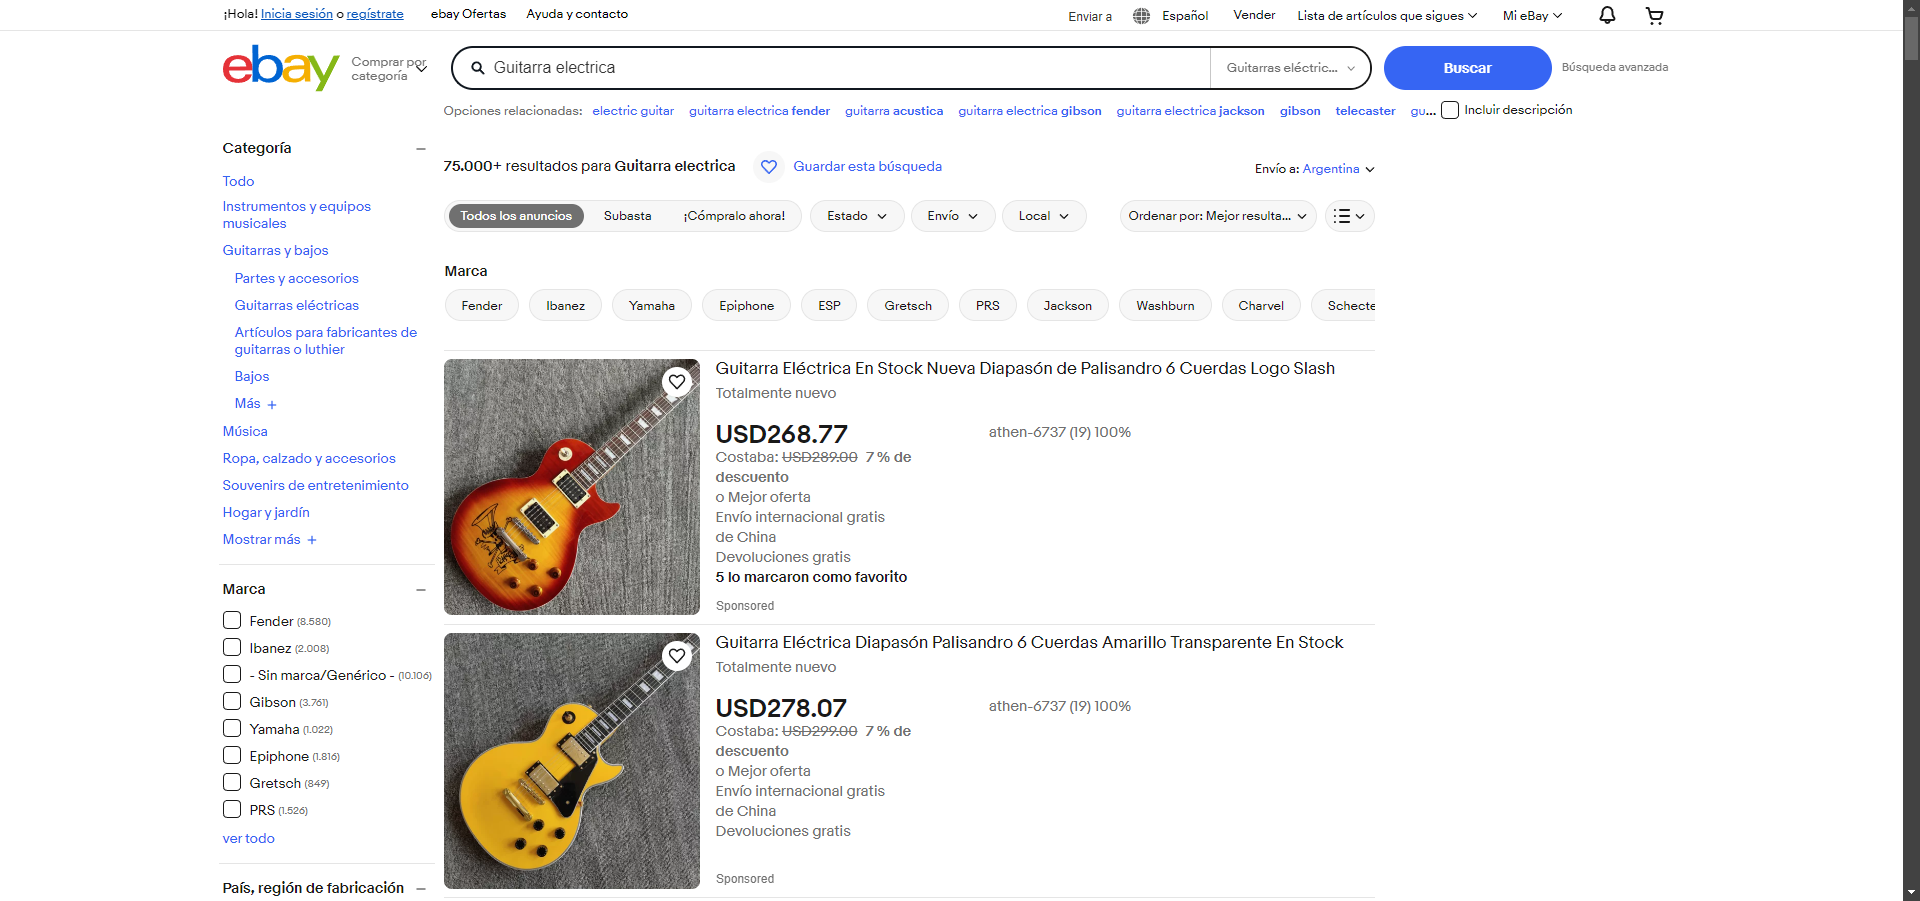 ¡Hola! Inicia sesión o regístrate
ebay Ofertas
Ayuda y contacto
Enviar a
Español
Vender
Lista de artículos que sigues
Mi eBay
ebay
Comprar por
categoría
Guitarra electrica
Guitarras eléctric...
Buscar
Búsqueda avanzada
Opciones relacionadas: electric guitar guitarra electrica fender guitarra acustica guitarra electrica gibson guitarra electrica jackson gibson telecaster gu...
Incluir descripción
Categoría
Todo
Instrumentos y equipos
musicales
Guitarras y bajos
Partes y accesorios
Guitarras eléctricas
Artículos para fabricantes de
guitarras o luthier
Bajos
Más +
Música
Ropa, calzado y accesorios
Souvenirs de entretenimiento
Hogar y jardín
Mostrar más +
Marca
Fender (8.580)
Ibanez (2.008)
- Sin marca/Genérico - (10.106)
Gibson (3.761)
Yamaha (1.022)
Epiphone (1.816)
Gretsch (849)
PRS (1.526)
ver todo
País, región de fabricación
75.000+ resultados para Guitarra electrica
Guardar esta búsqueda
Envío a: Argentina
Todos los anuncios
Subasta
¡Cómpralo ahora!
Estado
Envío
Local
Ordenar por: Mejor resulta...
Marca
Fender
Ibanez
Yamaha
Epiphone
ESP
Gretsch
PRS
Jackson
Washburn
Charvel
Schecte
Guitarra Eléctrica En Stock Nueva Diapasón de Palisandro 6 Cuerdas Logo Slash
Totalmente nuevo
USD268.77
athen-6737 (19) 100%
Costaba: USD289.00 7 % de
descuento
o Mejor oferta
Envío internacional gratis
de China
Devoluciones gratis
5 lo marcaron como favorito
Sponsored
Guitarra Eléctrica Diapasón Palisandro 6 Cuerdas Amarillo Transparente En Stock
Totalmente nuevo
USD278.07
athen-6737 (19) 100%
Costaba: USD299.00 7 % de
descuento
o Mejor oferta
Envío internacional gratis
de China
Devoluciones gratis
Sponsored